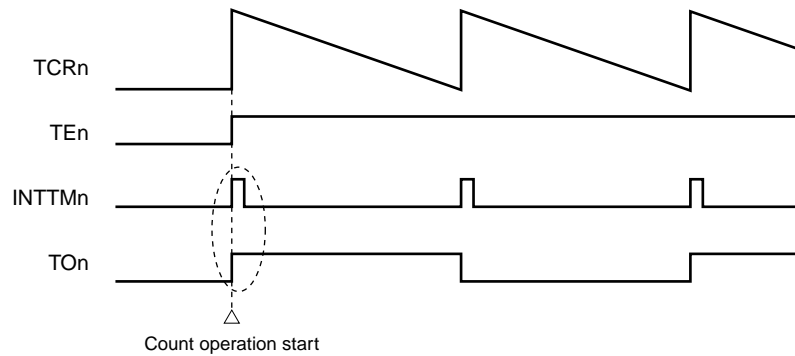 TCRn
TEn
INTTMn
TOn
Count operation start